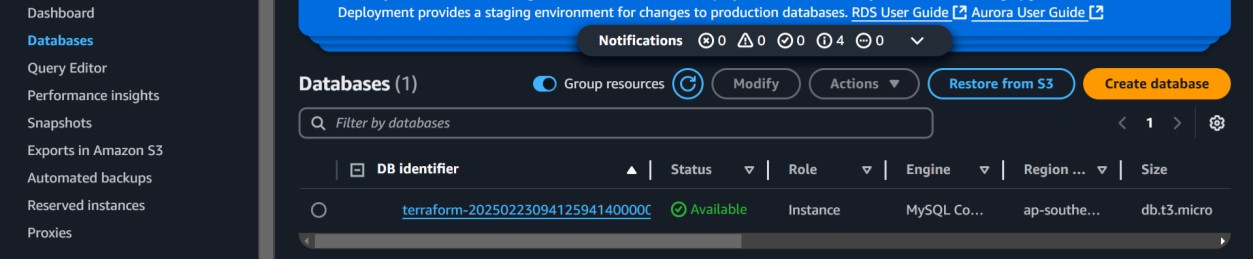 Dashboard
Databases
Query Editor
Performance insights
Snapshots
Exports in Amazon S3
Automated backups
Reserved instances
Proxies
Deployment provides a staging environment for changes to production databases. RDS User Guide Aurora User Guide
Notifications 0 0 0 4 0
Databases (1) Group resources Modify Actions Restore from S3 Create database
Filter by databases 1
DB identifier Status Role Engine Region ... Size
terraform-20250223094125941400000 Available Instance MySQL Co... ap-southe... db.t3.micro